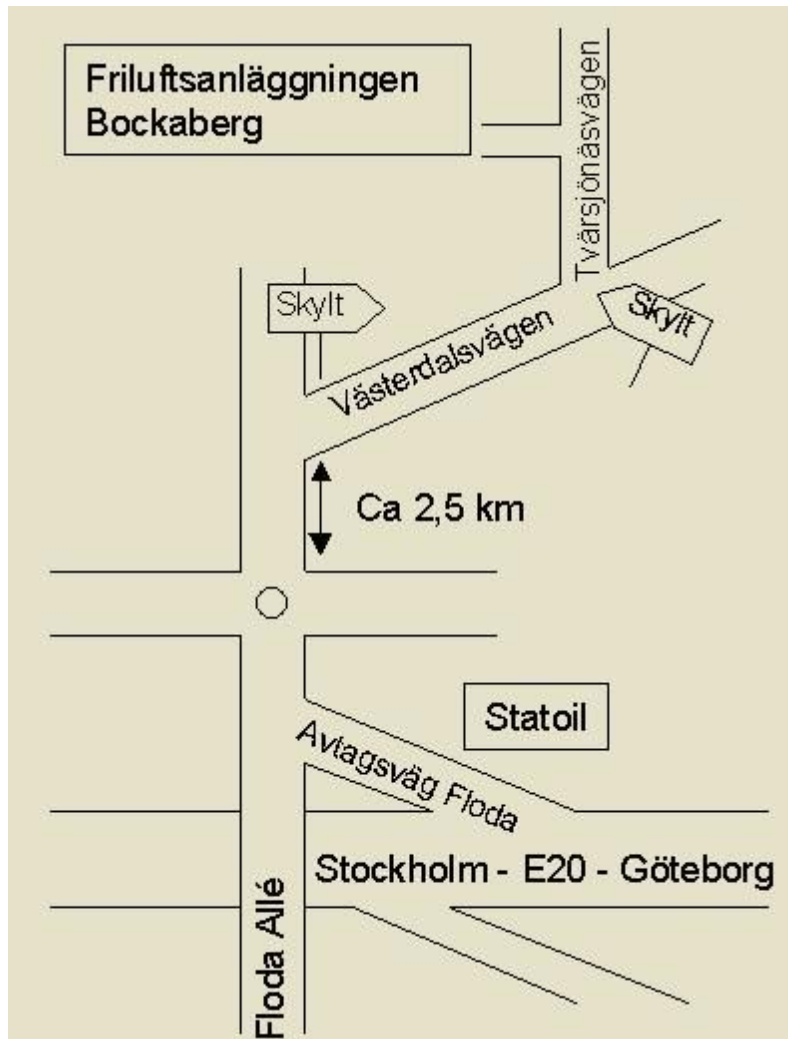 Friluftsanläggningen
Bockaberg
Tvärsjönäsvägen
Skylt
Skylt
Västerdalsvägen
Ca 2,5 km
Statoil
Avtagsväg Floda
Stockholm - E20 - Göteborg
Floda Allé